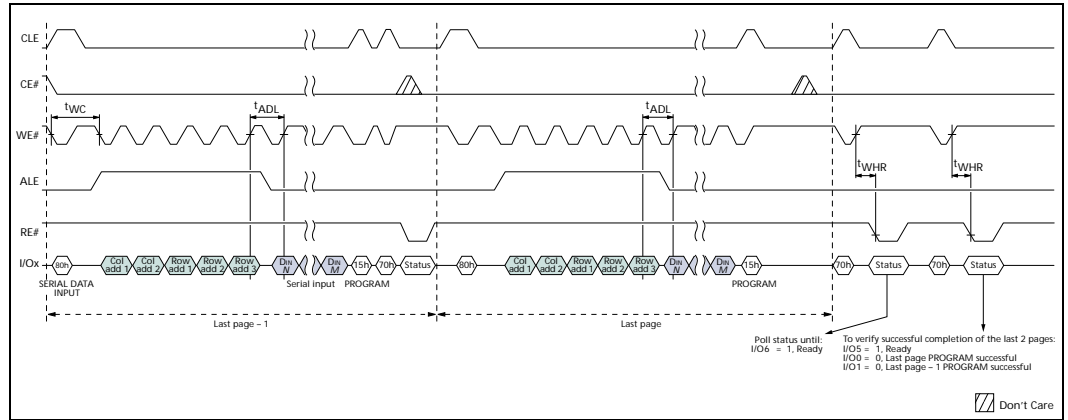 CLE
CE#
tWC
tADL
tADL
WE#
tWHR
tWHR
ALE
RE#
I/Ox
80h
Col add 1
Col add 2
Row add 1
Row add 2
Row add 3
DIN N
DIN M
15h
70h
Status
80h
Col add 1
Col add 2
Row add 1
Row add 2
Row add 3
DIN N
DIN M
15h
70h
Status
70h
Status
SERIAL DATA
INPUT
Serial input
PROGRAM
PROGRAM
Last page – 1
Last page
Poll status until:
I/O6 = 1, Ready
To verify successful completion of the last 2 pages:
I/O5 = 1, Ready
I/O0 = 0, Last page PROGRAM successful
I/O1 = 0, Last page – 1 PROGRAM successful
Don't Care